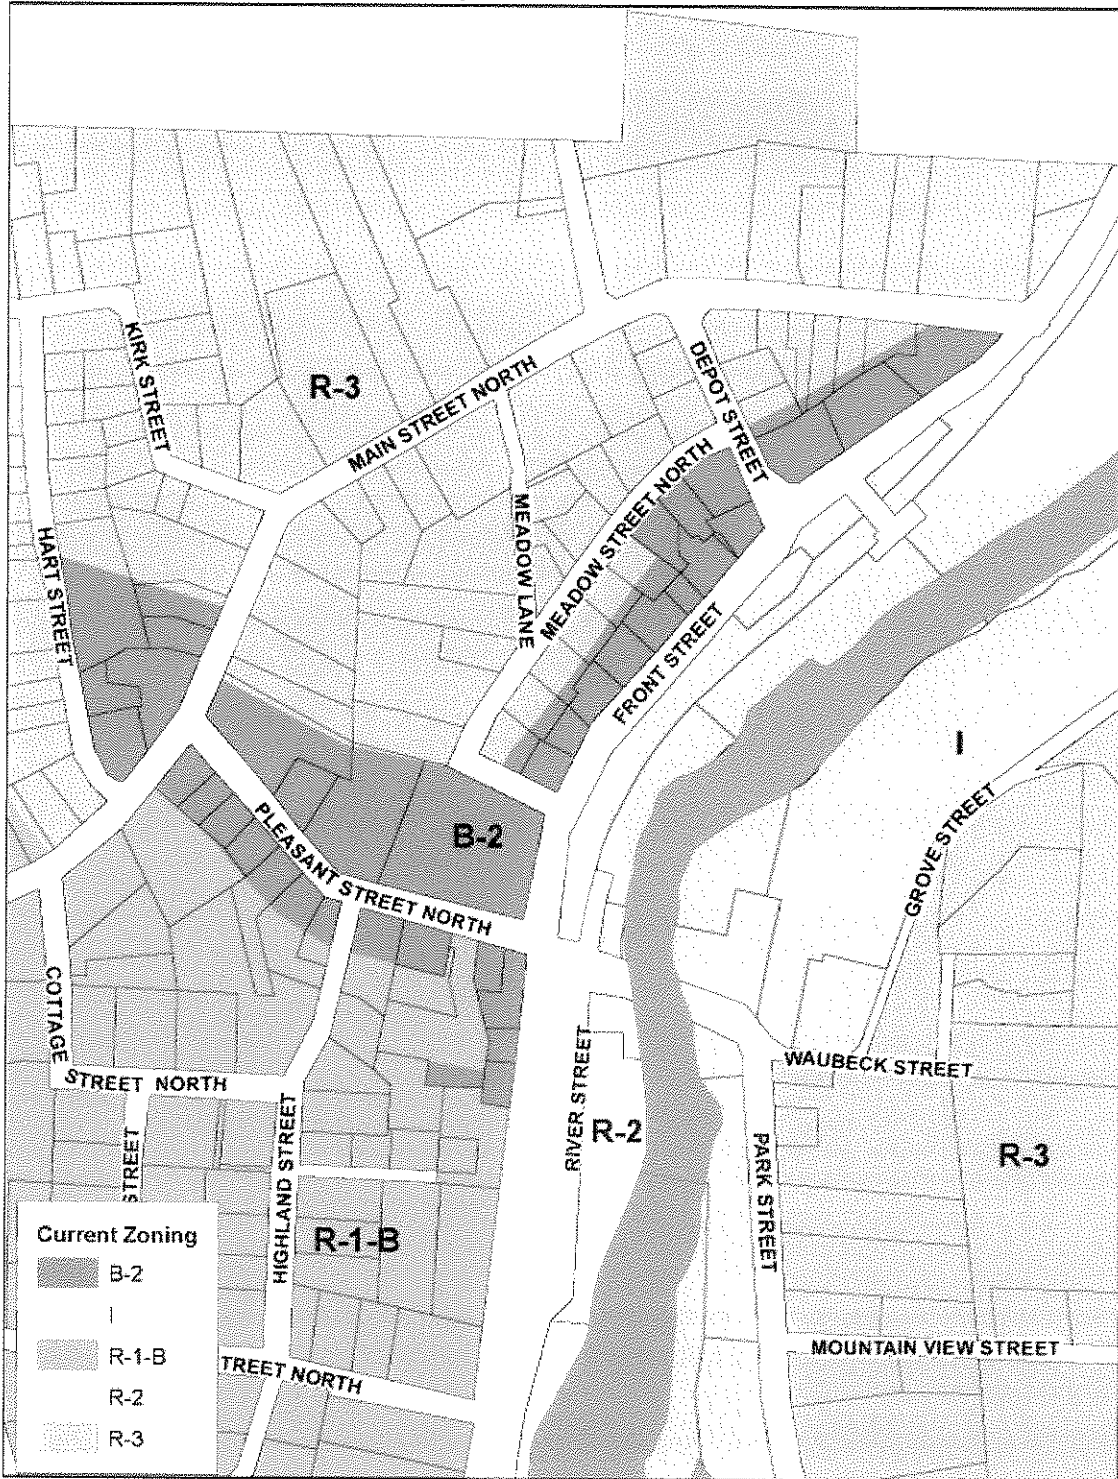 KIRK STREET
R-3
MAIN STREET NORTH
DEPOT STREET
HART STREET
MEADOW LANE
MEADOW STREET NORTH
FRONT STREET
I
PLEASANT STREET NORTH
B-2
GROVE STREET
COTTAGE
STREET NORTH
WAUBECK STREET
RIVER STREET
R-2
R-3
PARK STREET
STREET
HIGHLAND STREET
R-1-B
MOUNTAIN VIEW STREET
TREET NORTH
Current Zoning
B-2
I
R-1-B
R-2
R-3